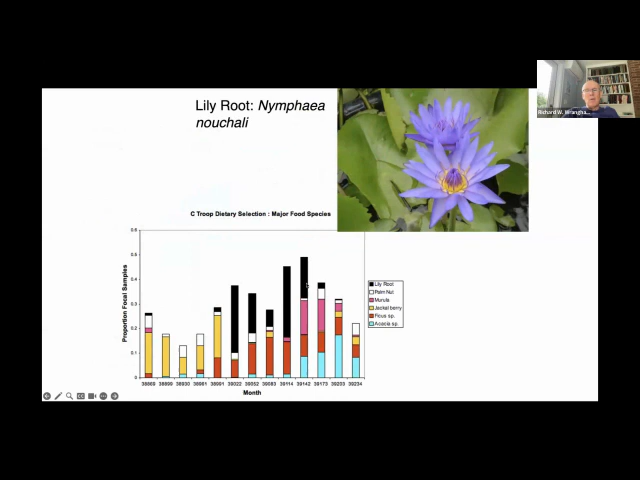 Lily Root: Nymphaea
nouchali
Richard W. Wrangha...
C Troop Dietary Selection : Major Food Species
Proportion Focal Samples
0.6
0.5
0.4
0.3
0.2
0.1
0
38869 38899 38930 38961 38991 39022 39052 39083 39114 39142 39173 39203 39234
Month
Lily Root
Palm Nut
Marula
Jackal berry
Ficus sp.
Acacia sp.